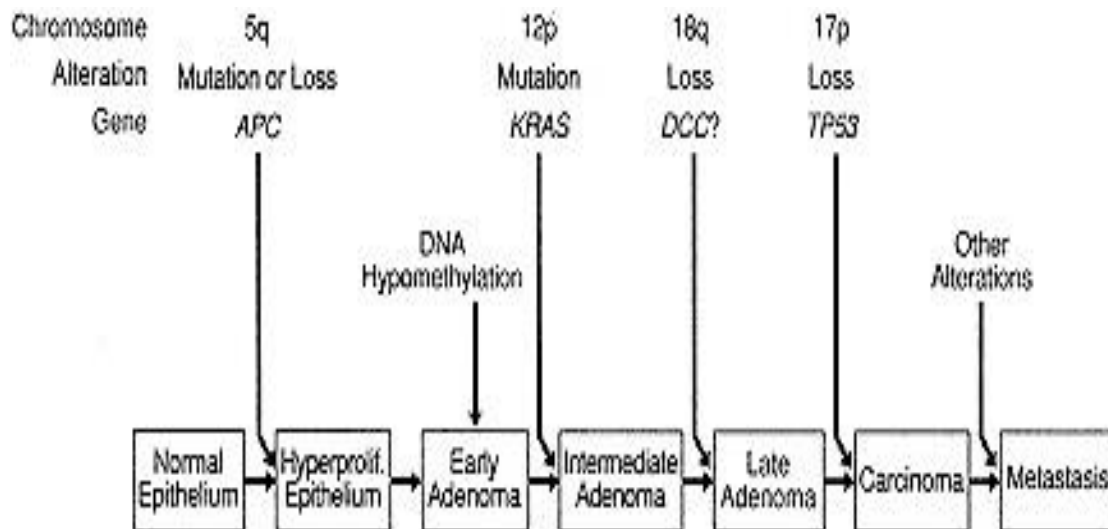 Chromosome 5q 12p 18q 17p
Alteration Mutation or Loss Mutation Loss Loss
Gene APC KRAS DCC? TP53
DNA
Hypomethylation
Other
Alterations
Normal
Epithelium
Hyperprolif.
Epithelium
Early
Adenoma
Intermediate
Adenoma
Late
Adenoma
Carcinoma
Metastasis